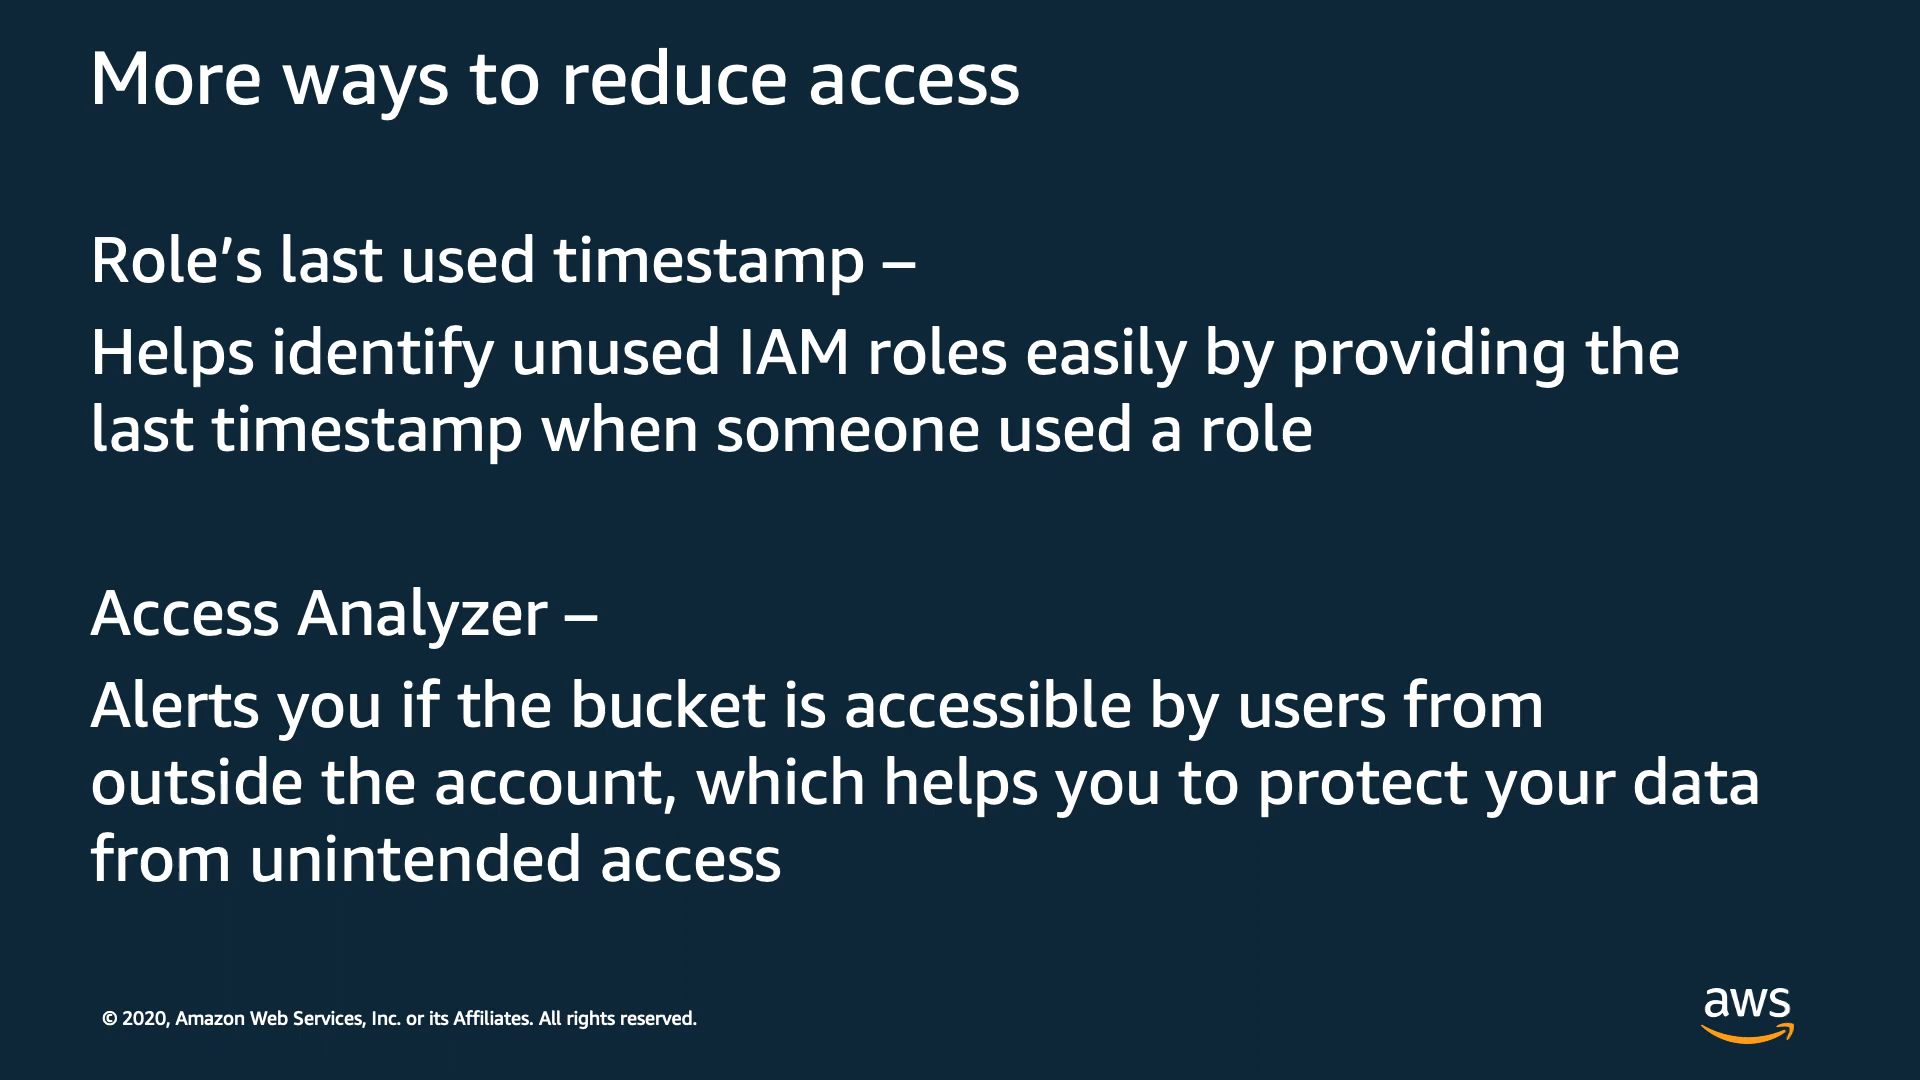 More ways to reduce access
Role’s last used timestamp –
Helps identify unused IAM roles easily by providing the
last timestamp when someone used a role
Access Analyzer –
Alerts you if the bucket is accessible by users from
outside the account, which helps you to protect your data
from unintended access
© 2020, Amazon Web Services, Inc. or its Affiliates. All rights reserved.
aws